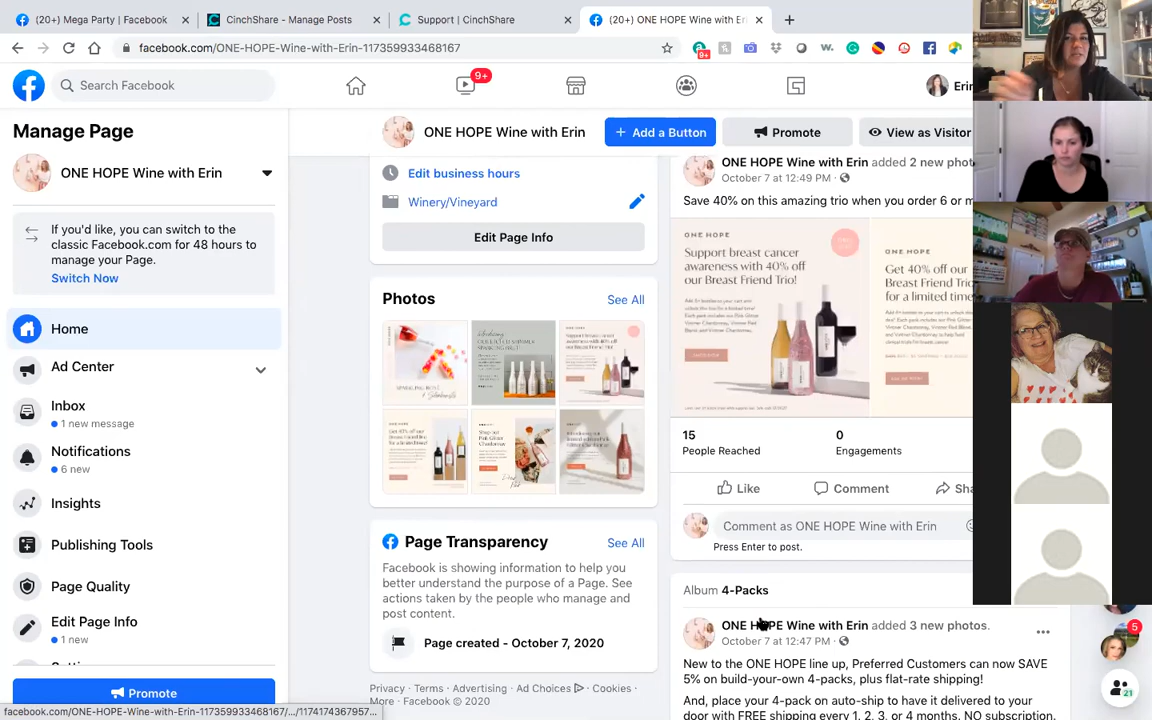 (20+) Mega Party | Facebook
CinchShare - Manage Posts
Support | CinchShare
(20+) ONE HOPE Wine with Eri
facebook.com/ONE-HOPE-Wine-with-Erin-117359933468167
9+
Search Facebook
9+
Erin
Manage Page
ONE HOPE Wine with Erin
If you'd like, you can switch to the
classic Facebook.com for 48 hours to
manage your Page.
Switch Now
Home
Ad Center
Inbox
1 new message
Notifications
6 new
Insights
Publishing Tools
Page Quality
Edit Page Info
1 new
Promote
facebook.com/ONE-HOPE-Wine-with-Erin-117359933468167/.../1174174367957...
ONE HOPE Wine with Erin
+ Add a Button
Promote
View as Visitor
Edit business hours
Winery/Vineyard
Edit Page Info
Photos
See All
Page Transparency
See All
Facebook is showing information to help you
better understand the purpose of a Page. See
actions taken by the people who manage and
post content.
Page created - October 7, 2020
Privacy · Terms · Advertising · Ad Choices · Cookies ·
More · Facebook © 2020
ONE HOPE Wine with Erin added 2 new phot
October 7 at 12:49 PM ·
Save 40% on this amazing trio when you order 6 or m
ONE HOPE
Support breast cancer
awareness with 40% off
our Breast Friend Trio!
ONE HOPE
Get 40% off our
Breast Friend
for a limited time
15
People Reached
0
Engagements
Like
Comment
Sha
Comment as ONE HOPE Wine with Erin
Press Enter to post.
Album 4-Packs
ONE HOPE Wine with Erin added 3 new photos.
October 7 at 12:47 PM ·
New to the ONE HOPE line up, Preferred Customers can now SAVE
5% on build-your-own 4-packs, plus flat-rate shipping!
And, place your 4-pack on auto-ship to have it delivered to your
door with FREE shipping every 1, 2, 3, or 4 months. NO subscription.
5
21